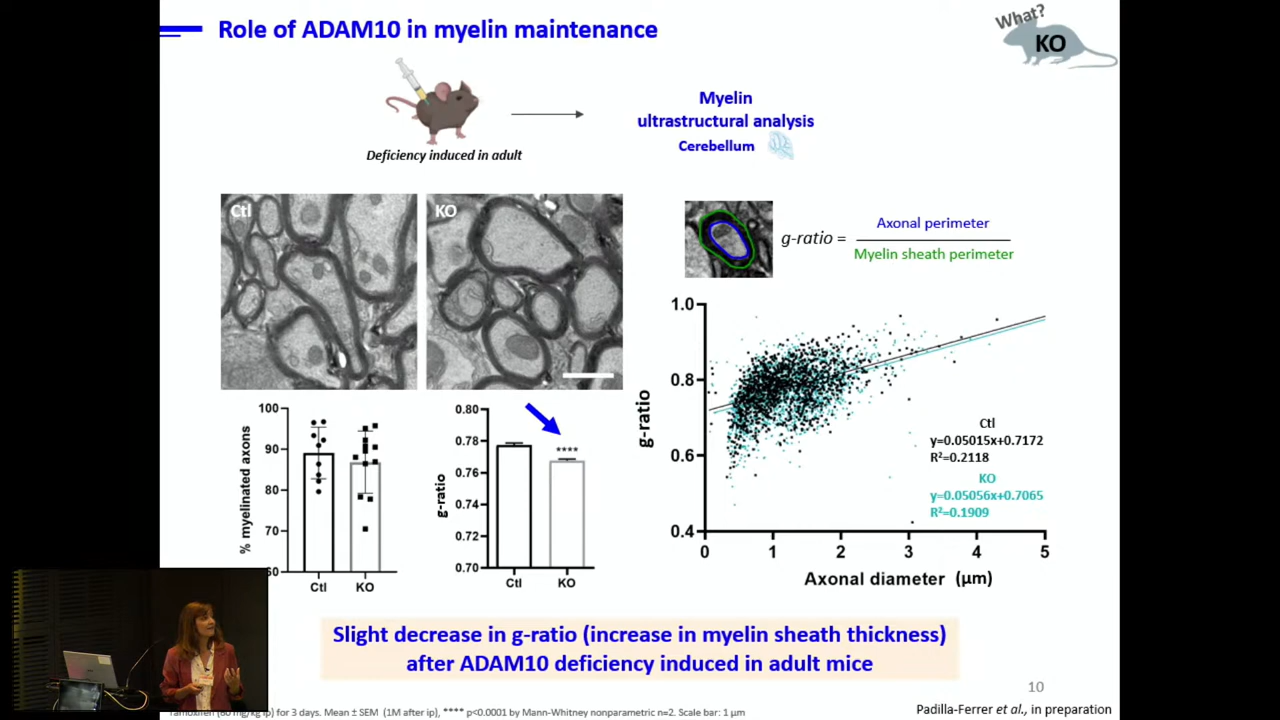 Role of ADAM10 in myelin maintenance
What?
KO
Myelin
ultrastructural analysis
Cerebellum
Deficiency induced in adult
Ctl
KO
g-ratio =
Axonal perimeter
Myelin sheath perimeter
% myelinated axons
100
90
80
70
60
Ctl
KO
g-ratio
0.80
0.78
0.76
0.74
0.72
0.70
****
Ctl
KO
g-ratio
1.0
0.8
0.6
0.4
0
1
2
3
4
5
Axonal diameter (µm)
Ctl
y=0.05015x+0.7172
R²=0.2118
KO
y=0.05056x+0.7065
R²=0.1909
Slight decrease in g-ratio (increase in myelin sheath thickness)
after ADAM10 deficiency induced in adult mice
10
Tamoxifen (60 mg/kg ip) for 3 days. Mean ± SEM (1M after ip), **** p<0.0001 by Mann-Whitney nonparametric n=2. Scale bar: 1 µm
Padilla-Ferrer et al., in preparation